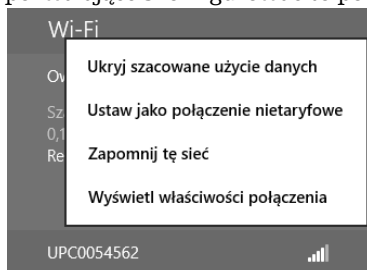 Wi-Fi
Ukryj szacowane użycie danych
Ustaw jako połączenie nietaryfowe
Zapomnij tę sieć
Wyświetl właściwości połączenia
UPC0054562